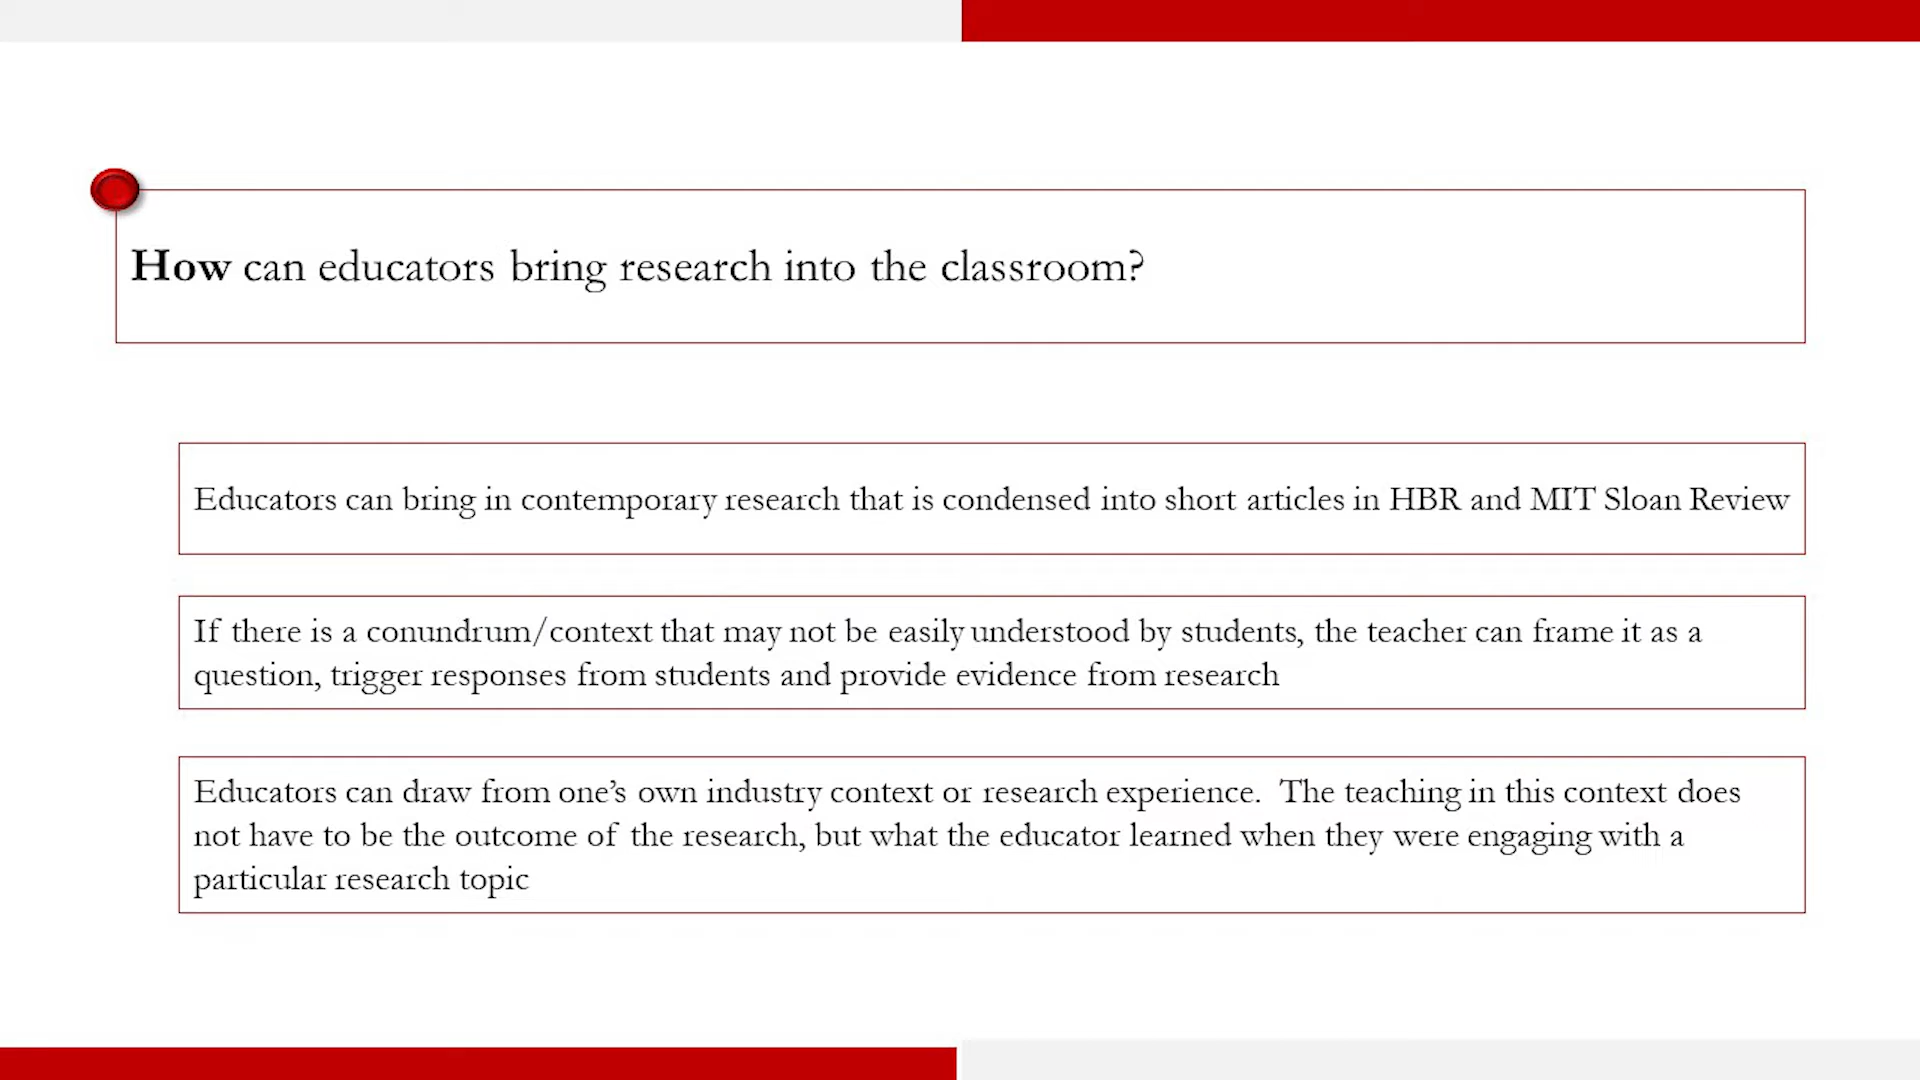 How can educators bring research into the classroom?
Educators can bring in contemporary research that is condensed into short articles in HBR and MIT Sloan Review
If there is a conundrum/context that may not be easily understood by students, the teacher can frame it as a
question, trigger responses from students and provide evidence from research
Educators can draw from one’s own industry context or research experience.  The teaching in this context does
not have to be the outcome of the research, but what the educator learned when they were engaging with a
particular research topic